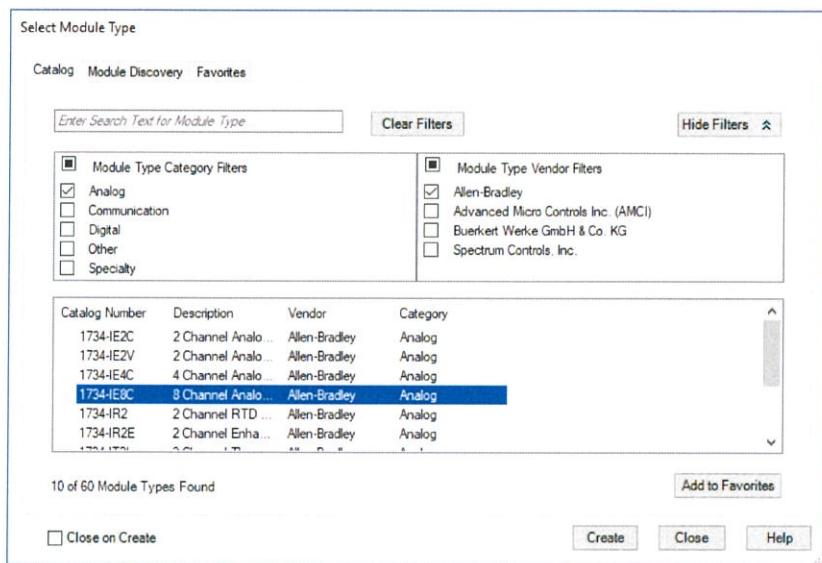 Select Module Type
Catalog Module Discovery Favorites
Enter Search Text for Module Type Clear Filters Hide Filters
Module Type Category Filters
Analog
Communication
Digital
Other
Specialty
Module Type Vendor Filters
Allen-Bradley
Advanced Micro Controls Inc. (AMCI)
Buerkert Werke GmbH & Co. KG
Spectrum Controls, Inc.
Catalog Number Description Vendor Category
1734-IE2C 2 Channel Analo... Allen-Bradley Analog
1734-IE2V 2 Channel Analo... Allen-Bradley Analog
1734-IE4C 4 Channel Analo... Allen-Bradley Analog
1734-IE8C 8 Channel Analo... Allen-Bradley Analog
1734-IR2 2 Channel RTD ... Allen-Bradley Analog
1734-IR2E 2 Channel Enha... Allen-Bradley Analog
10 of 60 Module Types Found Add to Favorites
Close on Create Create Close Help